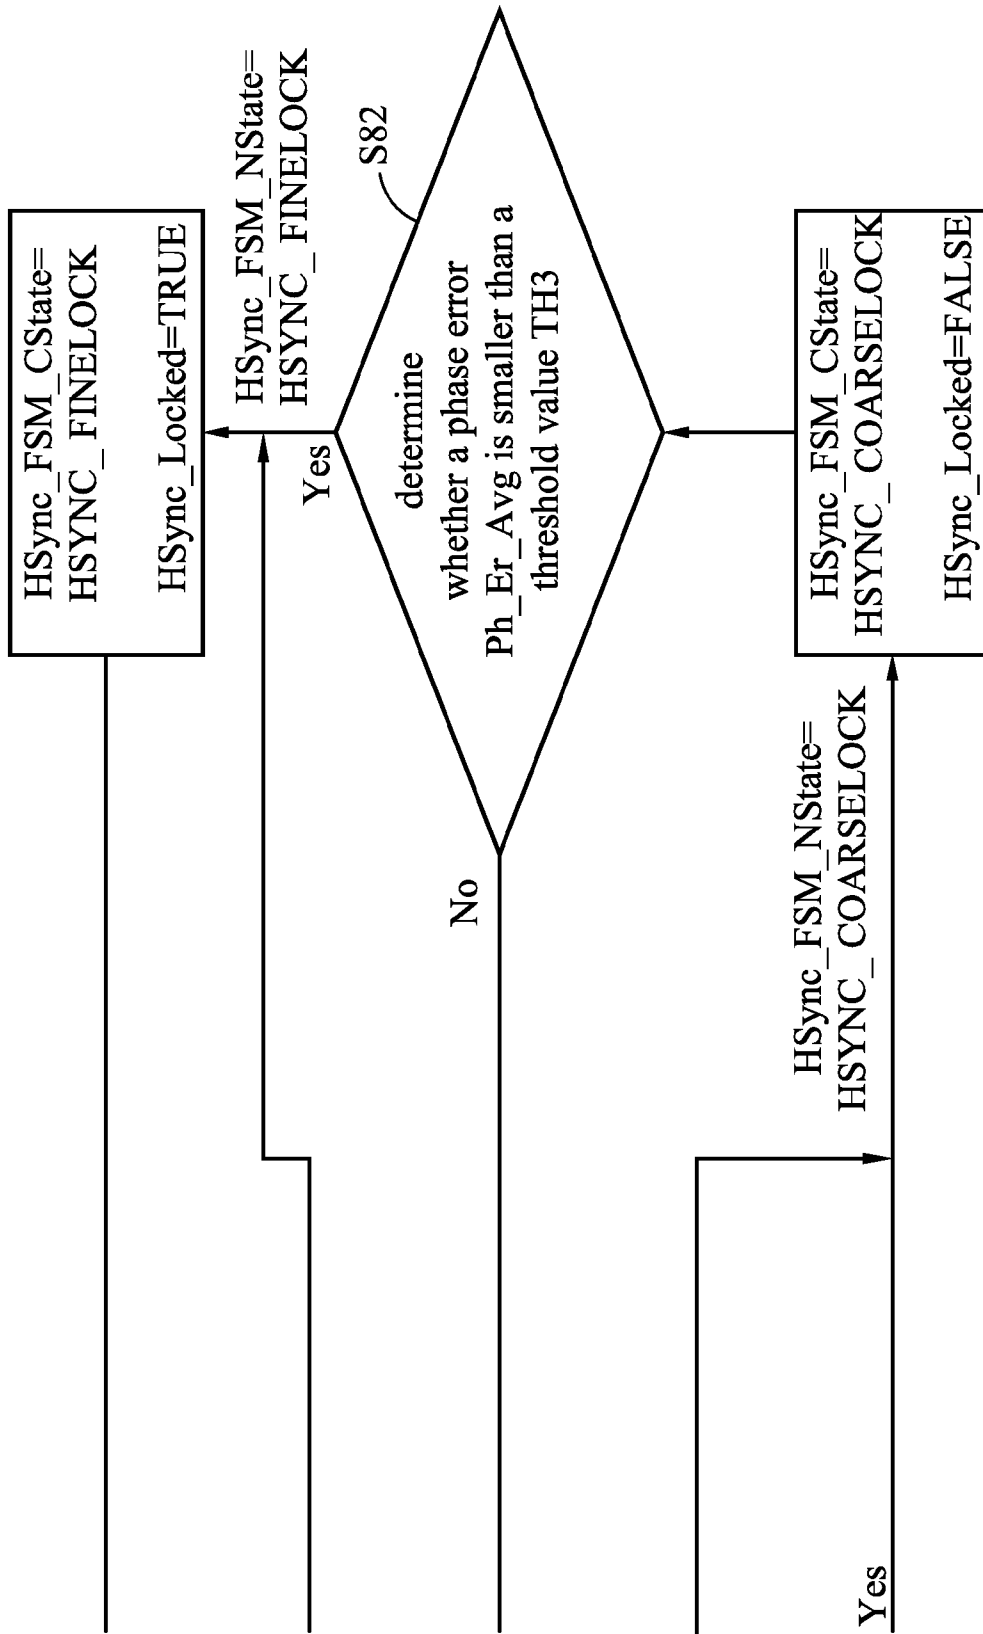 HSync_FSM_CState=
HSYNC_FINELOCK
HSync_Locked=TRUE
HSync_FSM_NState=
HSYNC_FINELOCK
Yes
S82
determine
whether a phase error
Ph_Er_Avg is smaller than a
threshold value TH3
No
HSync_FSM_NState=
HSYNC_COARSELOCK
HSync_FSM_CState=
HSYNC_COARSELOCK
HSync_Locked=FALSE
Yes